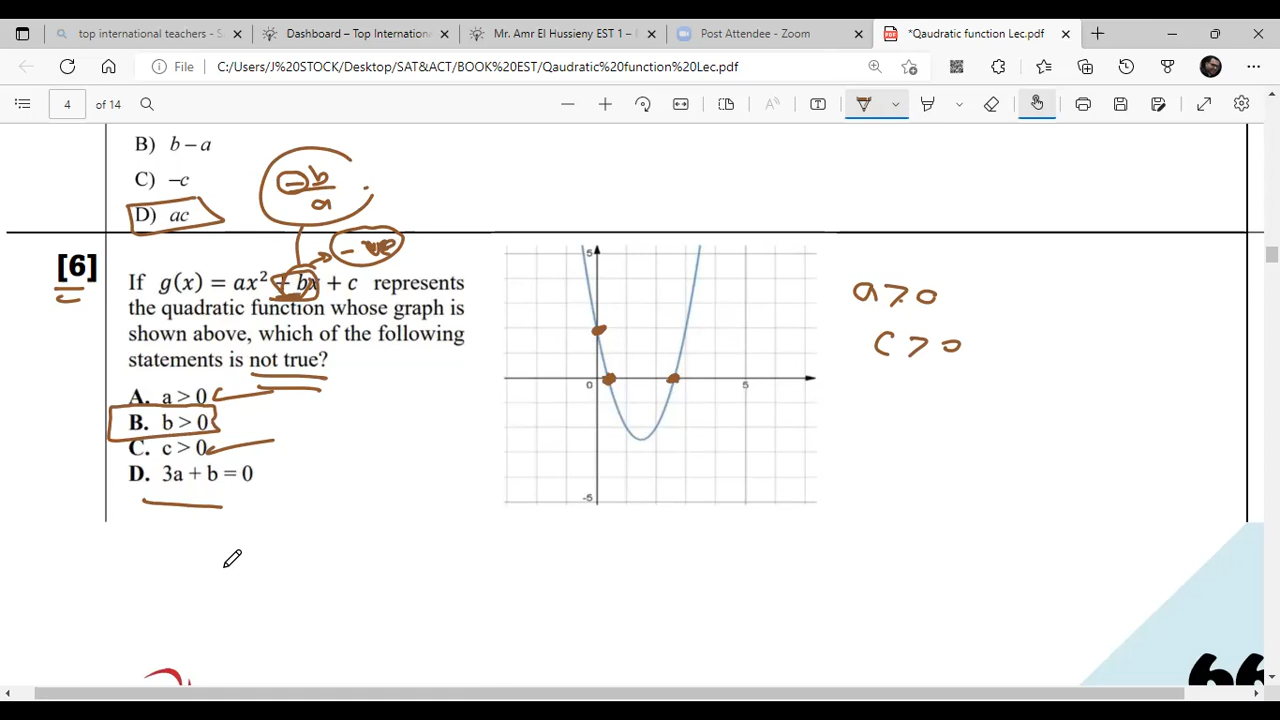 top international teachers - S
Dashboard – Top Internation
Mr. Amr El Hussieny EST 1 –
Post Attendee - Zoom
*Qaudratic function Lec.pdf
File
C:/Users/J%20STOCK/Desktop/SAT&ACT/BOOK%20EST/Qaudratic%20function%20Lec.pdf
4 of 14
B) b – a
C) –c
D) ac
– b
a
– ve
[6]
If g(x) = ax² + bx + c represents
the quadratic function whose graph is
shown above, which of the following
statements is not true?
A. a > 0
B. b > 0
C. c > 0
D. 3a + b = 0
5
0
5
-5
a > 0
c > 0